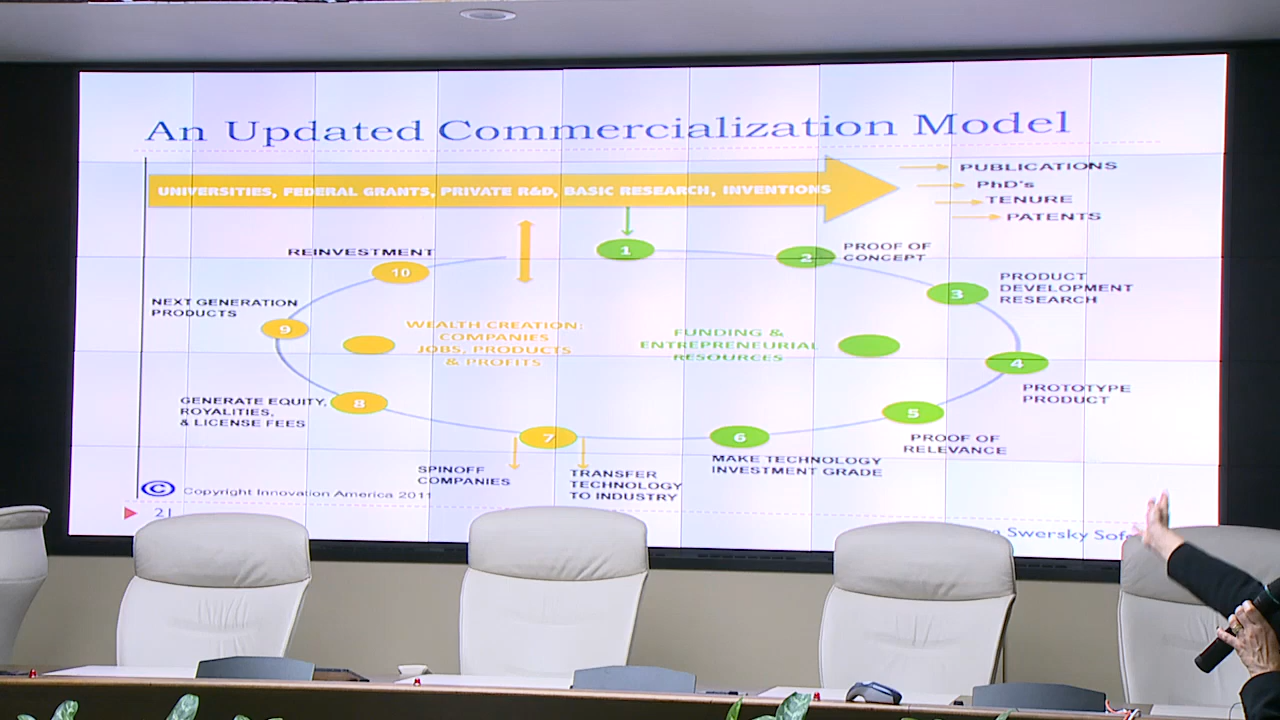 An Updated Commercialization Model
UNIVERSITIES, FEDERAL GRANTS, PRIVATE R&D, BASIC RESEARCH, INVENTIONS
PUBLICATIONS
PhD's
TENURE
PATENTS
1
2
PROOF OF
CONCEPT
3
PRODUCT
DEVELOPMENT
RESEARCH
4
PROTOTYPE
PRODUCT
5
PROOF OF
RELEVANCE
6
MAKE TECHNOLOGY
INVESTMENT GRADE
7
SPINOFF
COMPANIES
TRANSFER
TECHNOLOGY
TO INDUSTRY
8
GENERATE EQUITY,
ROYALITIES,
& LICENSE FEES
9
NEXT GENERATION
PRODUCTS
10
REINVESTMENT
WEALTH CREATION:
COMPANIES
JOBS, PRODUCTS
& PROFITS
FUNDING &
ENTREPRENEURIAL
RESOURCES
© Copyright Innovation America 2011
21
Swersky